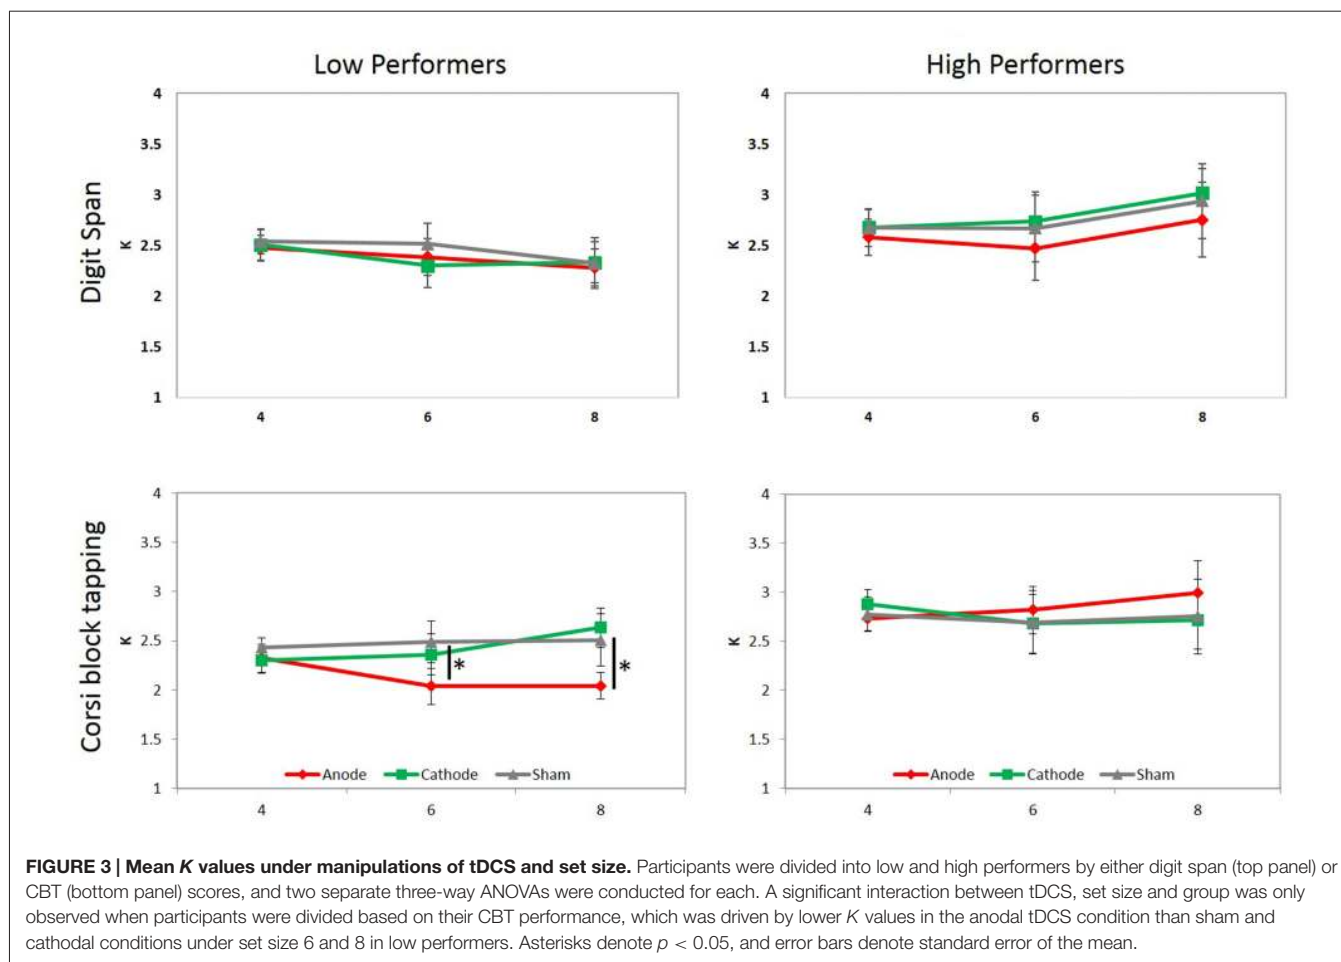 Low Performers
High Performers
Digit Span
K
4
3.5
3
2.5
2
1.5
1
4 6 8
K
4
3.5
3
2.5
2
1.5
1
4 6 8
Corsi block tapping
K
4
3.5
3
2.5
2
1.5
1
*
*
Anode Cathode Sham
4 6 8
K
4
3.5
3
2.5
2
1.5
1
Anode Cathode Sham
4 6 8
FIGURE 3 | Mean K values under manipulations of tDCS and set size. Participants were divided into low and high performers by either digit span (top panel) or
CBT (bottom panel) scores, and two separate three-way ANOVAs were conducted for each. A significant interaction between tDCS, set size and group was only
observed when participants were divided based on their CBT performance, which was driven by lower K values in the anodal tDCS condition than sham and
cathodal conditions under set size 6 and 8 in low performers. Asterisks denote p < 0.05, and error bars denote standard error of the mean.